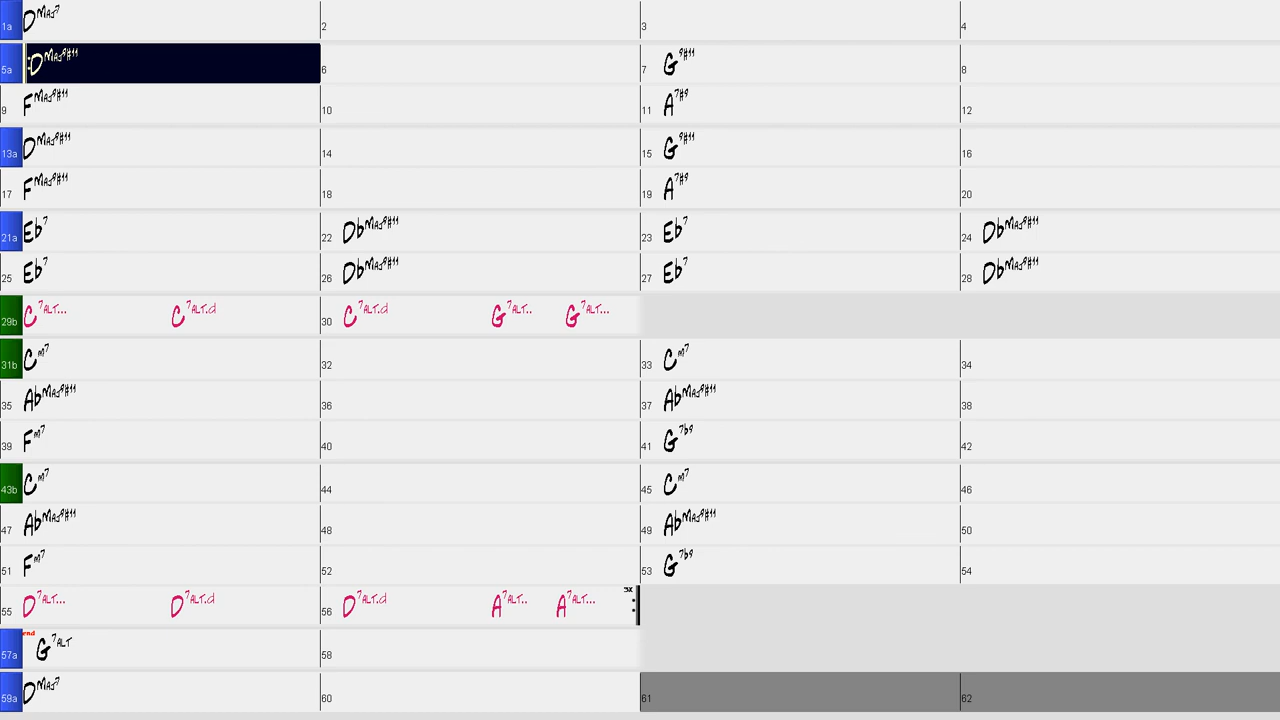 1a DMaj7 2 3 4
5a DMaj9#11 6 7 G9#11 8
9 FMaj9#11 10 11 A7#9 12
13a DMaj9#11 14 15 G9#11 16
17 FMaj9#11 18 19 A7#9 20
21a Eb7 22 DbMaj9#11 23 Eb7 24 DbMaj9#11
25 Eb7 26 DbMaj9#11 27 Eb7 28 DbMaj9#11
29b C7ALT... C7ALT.d 30 C7ALT.d G7ALT.. G7ALT...
31b Cm7 32 33 Cm7 34
35 AbMaj9#11 36 37 AbMaj9#11 38
39 Fm7 40 41 G7b9 42
43b Cm7 44 45 Cm7 46
47 AbMaj9#11 48 49 AbMaj9#11 50
51 Fm7 52 53 G7b9 54
55 D7ALT... D7ALT.d 56 D7ALT.d A7ALT.. A7ALT... 3x
57a end G7ALT 58
59a DMaj7 60 61 62